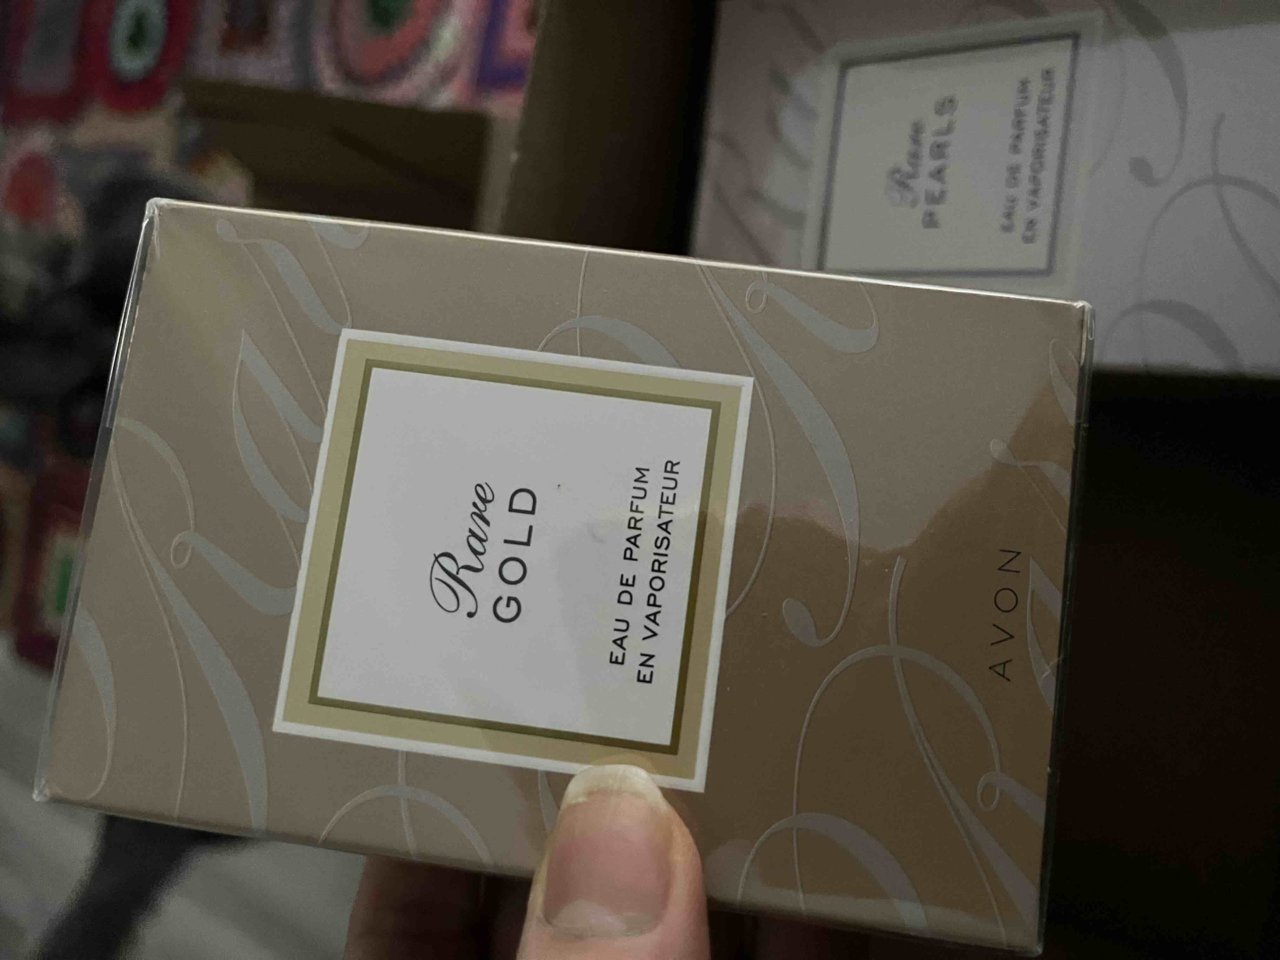 Rare
GOLD
EAU DE PARFUM
EN VAPORISATEUR
AVON
Rare
PEARLS
EAU DE PARFUM
EN VAPORISATEUR